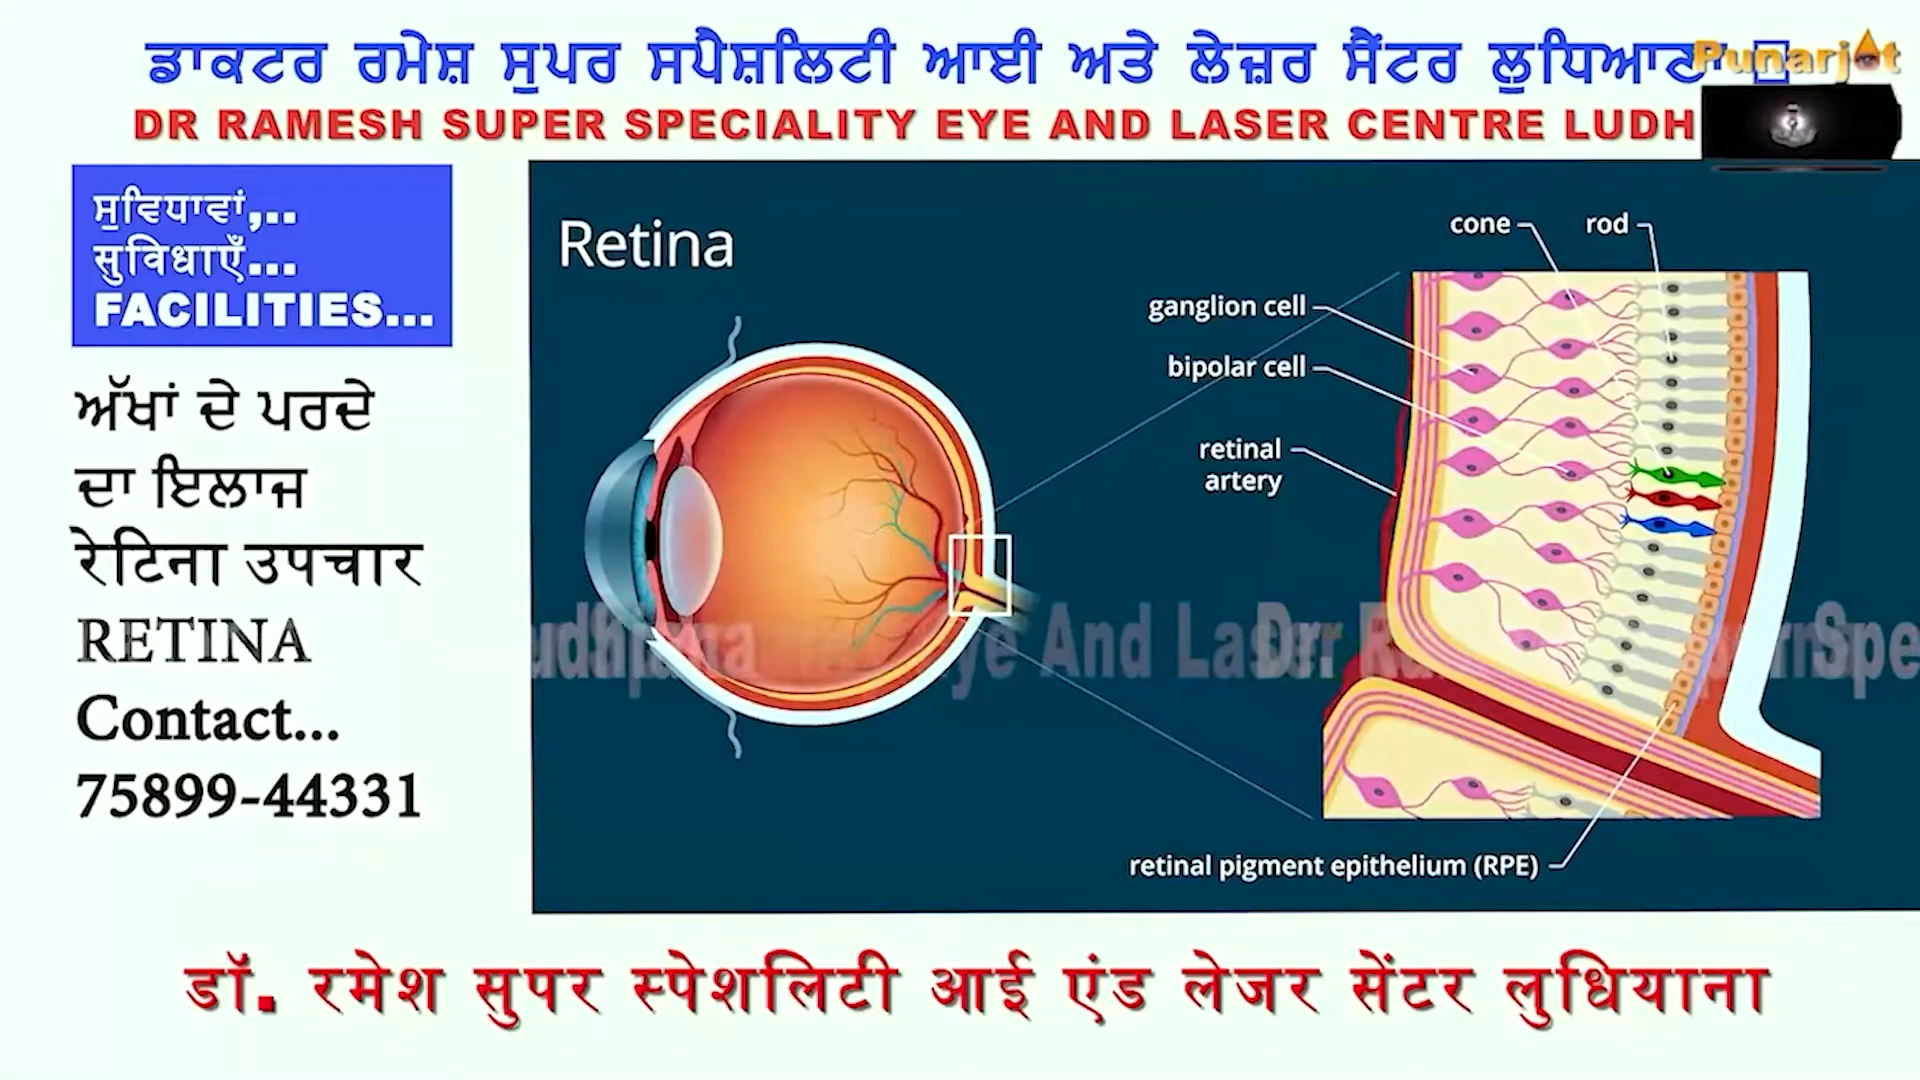 ਡਾਕਟਰ ਰਮੇਸ਼ ਸੁਪਰ ਸਪੈਸ਼ਲਿਟੀ ਆਈ ਅਤੇ ਲੇਜ਼ਰ ਸੈਂਟਰ ਲੁਧਿਆਣਾ
Punarjot
DR RAMESH SUPER SPECIALITY EYE AND LASER CENTRE LUDH
ਸੁਵਿਧਾਵਾਂ,..
सुविधाएँ...
FACILITIES...
ਅੱਖਾਂ ਦੇ ਪਰਦੇ
ਦਾ ਇਲਾਜ
रेटिना उपचार
RETINA
Contact...
75899-44331
Retina
cone
rod
ganglion cell
bipolar cell
retinal
artery
retinal pigment epithelium (RPE)
डॉ. रमेश सुपर स्पेशलिटी आई एंड लेजर सेंटर लुधियाना